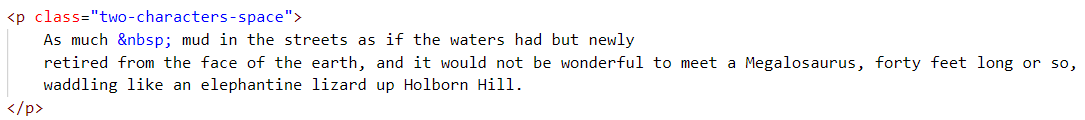 <p class="two-characters-space">
As much &nbsp; mud in the streets as if the waters had but newly
retired from the face of the earth, and it would not be wonderful to meet a Megalosaurus, forty feet long or so,
waddling like an elephantine lizard up Holborn Hill.
</p>